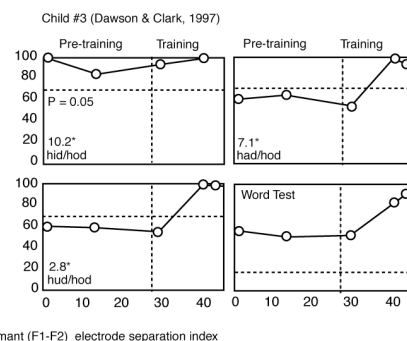 Child #3 (Dawson & Clark, 1997)
Pre-training Training Pre-training Training
100
80
60
40
20
0
P = 0.05
10.2*
hid/hod
7.1*
had/hod
100
80
60
40
20
0
2.8*
hud/hod
Word Test
0 10 20 30 40 0 10 20 30 40
(F1-F2) electrode separation index